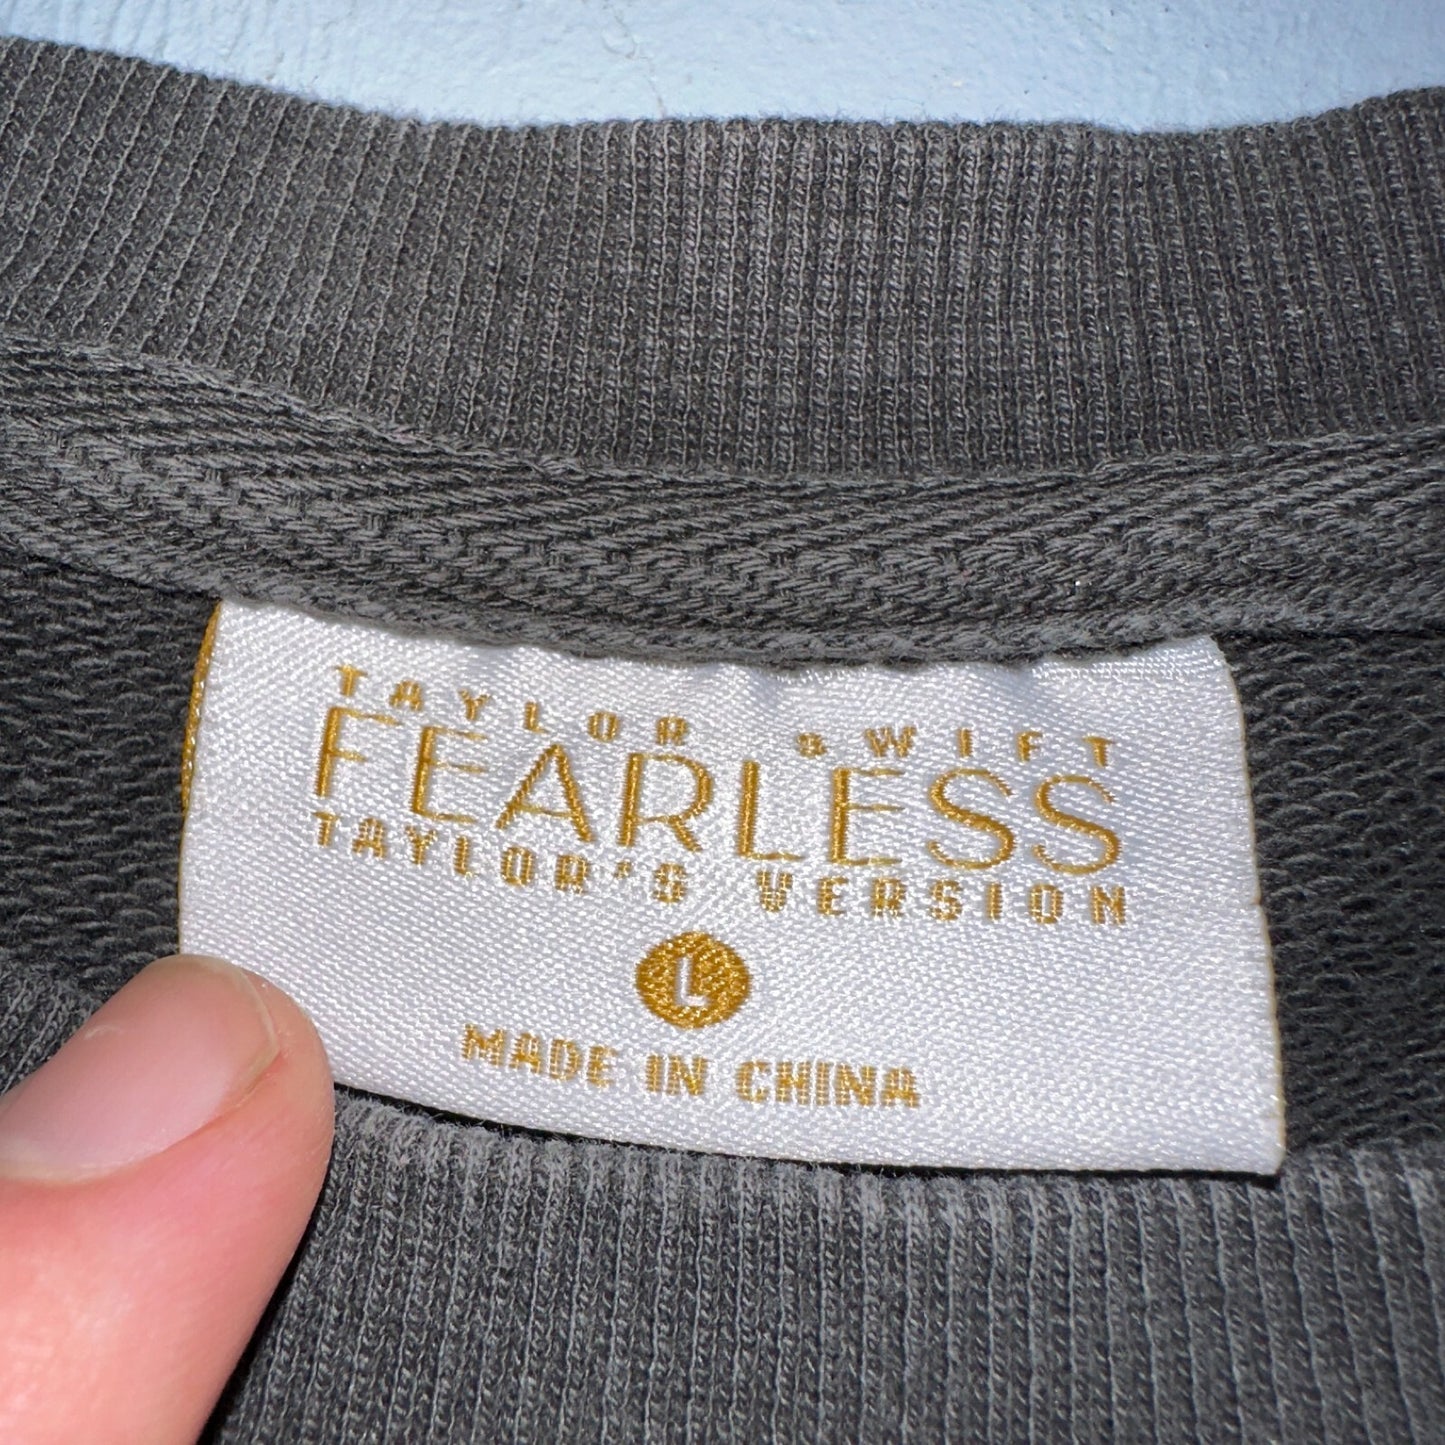 TAYLOR SWIFT
FEARLESS
TAYLOR'S VERSION
L
MADE IN CHINA